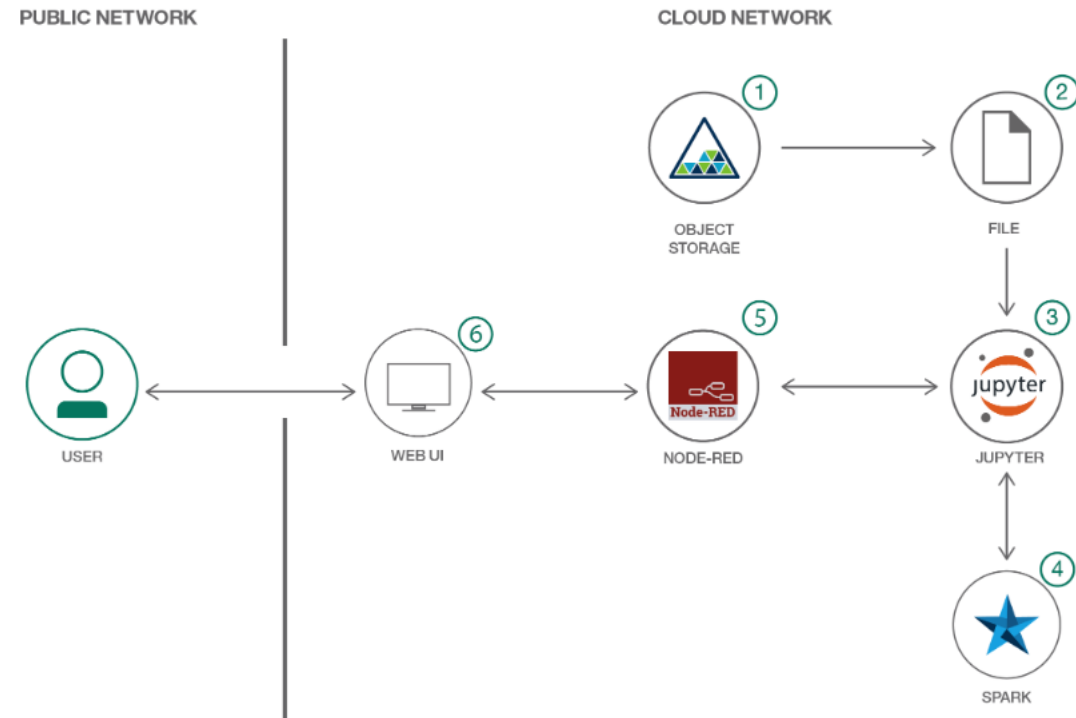 PUBLIC NETWORK
CLOUD NETWORK
1
2
OBJECT
STORAGE
FILE
6
5
3
Node-RED
jupyter
USER
WEB UI
NODE-RED
JUPYTER
4
SPARK